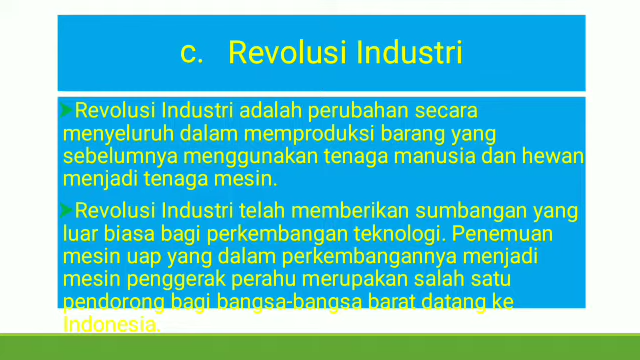 c. Revolusi Industri
Revolusi Industri adalah perubahan secara
menyeluruh dalam memproduksi barang yang
sebelumnya menggunakan tenaga manusia dan hewan
menjadi tenaga mesin.
Revolusi Industri telah memberikan sumbangan yang
luar biasa bagi perkembangan teknologi. Penemuan
mesin uap yang dalam perkembangannya menjadi
mesin penggerak perahu merupakan salah satu
pendorong bagi bangsa-bangsa barat datang ke
Indonesia.